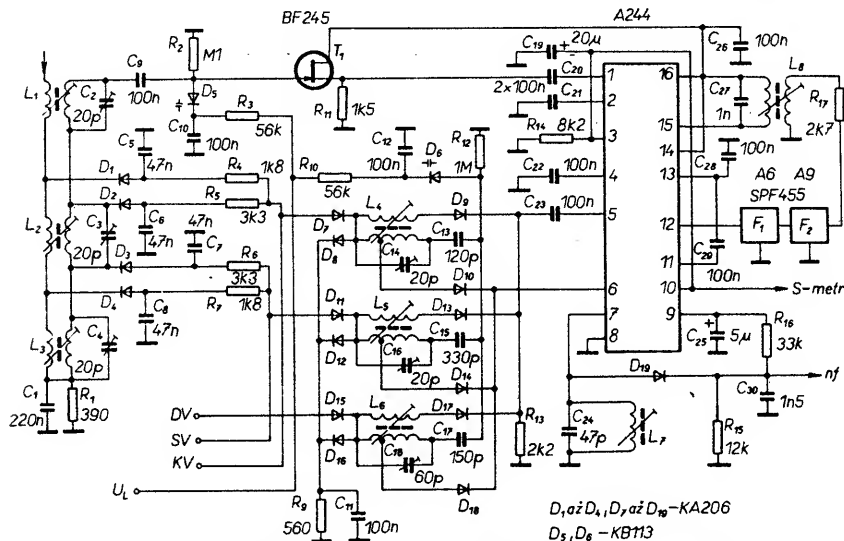 BF245
A244
R2
M1
C9
100n
T1
C19
20µ
+
C26
100n
C20
2x100n
C21
L1
C2
20p
D5
R3
56k
C10
100n
R11
1k5
R14
8k2
C22
100n
1
2
3
4
5
6
7
8
16
15
14
13
12
11
10
9
C27
1n
L8
R17
2k7
C28
100n
A6
A9
SPF455
F1
F2
C29
100n
S-metr
C5
47n
D1
R4
1k8
R10
56k
C12
100n
D6
R12
1M
D2
R5
3k3
L2
C3
20p
C6
47n
47n
C7
D3
R6
3k3
D4
C8
47n
R7
1k8
L3
C4
20p
C1
220n
R1
390
L4
D9
D7
D8
C13
120p
C14
20p
D10
C23
100n
D11
L5
D13
D12
C15
330p
C16
20p
D14
D15
L6
D17
D16
C17
150p
C18
60p
D18
R13
2k2
DV
SV
KV
UL
R9
560
C11
100n
C24
47p
L7
D19
C25
+
5µ
R16
33k
nf
R15
12k
C30
1n5
D1 až D4, D7 až D19-KA206
D5, D6 -KB113